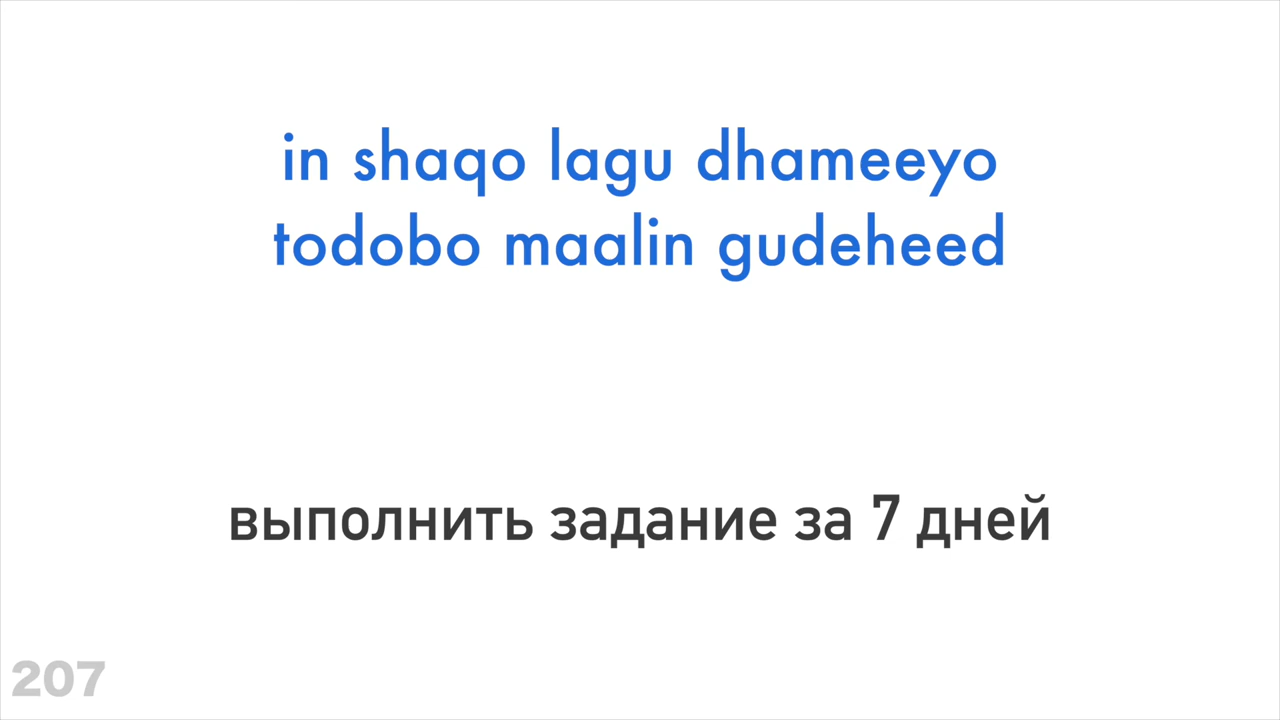 in shaqo lagu dhameeyo
todobo maalin gudeheed
выполнить задание за 7 дней
207